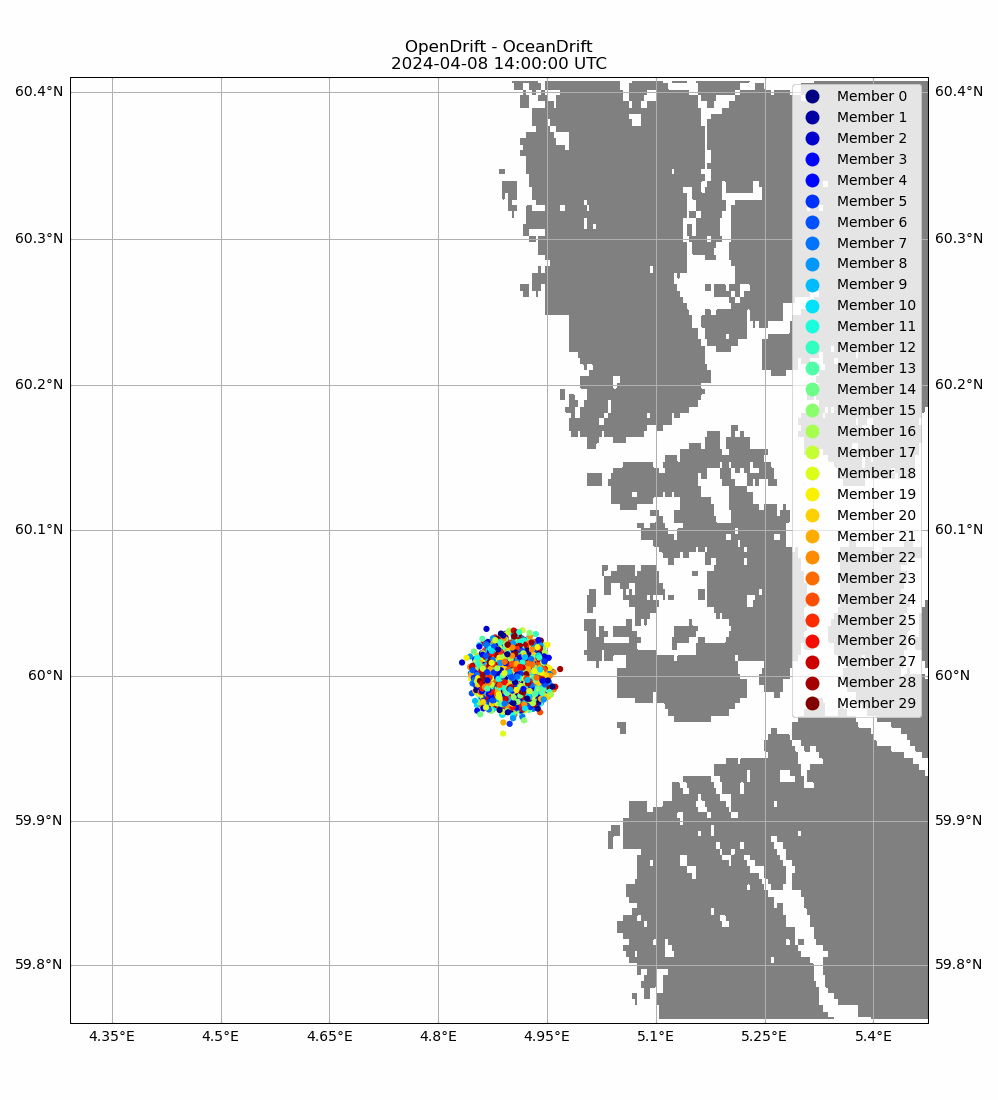 OpenDrift - OceanDrift
2024-04-08 14:00:00 UTC
60.4°N
60.4°N
60.3°N
60.3°N
60.2°N
60.2°N
60.1°N
60.1°N
60°N
60°N
59.9°N
59.9°N
59.8°N
59.8°N
Member 0
Member 1
Member 2
Member 3
Member 4
Member 5
Member 6
Member 7
Member 8
Member 9
Member 10
Member 11
Member 12
Member 13
Member 14
Member 15
Member 16
Member 17
Member 18
Member 19
Member 20
Member 21
Member 22
Member 23
Member 24
Member 25
Member 26
Member 27
Member 28
Member 29
4.35°E
4.5°E
4.65°E
4.8°E
4.95°E
5.1°E
5.25°E
5.4°E